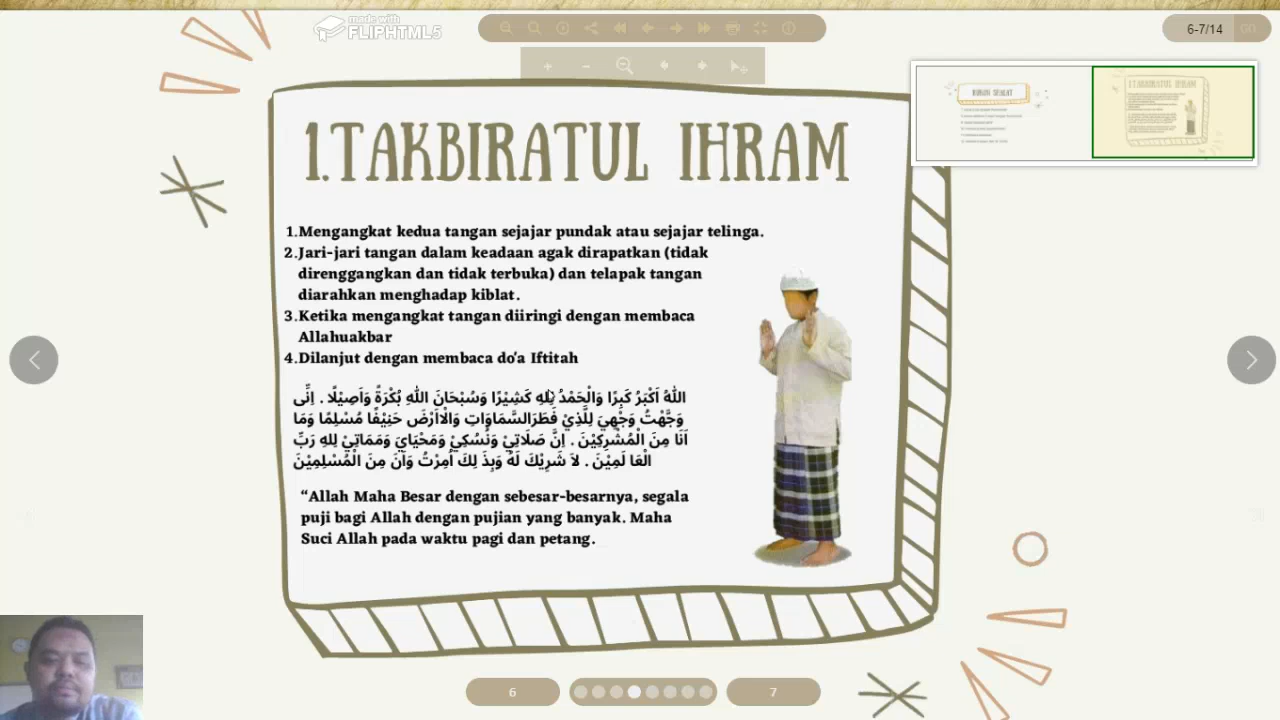 made with
FLIPHTML5
6-7/14
GO
1.TAKBIRATUL IHRAM
1.Mengangkat kedua tangan sejajar pundak atau sejajar telinga.
2.Jari-jari tangan dalam keadaan agak dirapatkan (tidak
direnggangkan dan tidak terbuka) dan telapak tangan
diarahkan menghadap kiblat.
3.Ketika mengangkat tangan diiringi dengan membaca
Allahuakbar
4.Dilanjut dengan membaca do'a Iftitah
اَللهُ اَكْبَرُ كَبِرًا وَالْحَمْدُ لِلهِ كَشِيْرًا وَسُبْحَانَ اللهِ بُكْرَةً وَاَصِيْلًا . اِنِّى
وَجَّهْتُ وَجْهِيَ لِلَّذِيْ فَطَرَالسَّمَاوَاتِ وَالْااَرْضَ حَنِيْفًا مُسْلِمًا وَمَا
اَنَا مِنَ الْمُشْرِكِيْنَ . اِنَّ صَلَاتِيْ وَنُسُكِيْ وَمَحْيَايَ وَمَمَاتِيْ لِلهِ رَبِّ
الْعَا لَمِيْنَ . لاَ شَرِيْكَ لَهُ وَبِذَ لِكَ اُمِرْتُ وَاَنَ مِنَ الْمُسْلِمِيْنَ
“Allah Maha Besar dengan sebesar-besarnya, segala
puji bagi Allah dengan pujian yang banyak. Maha
Suci Allah pada waktu pagi dan petang.
6
7